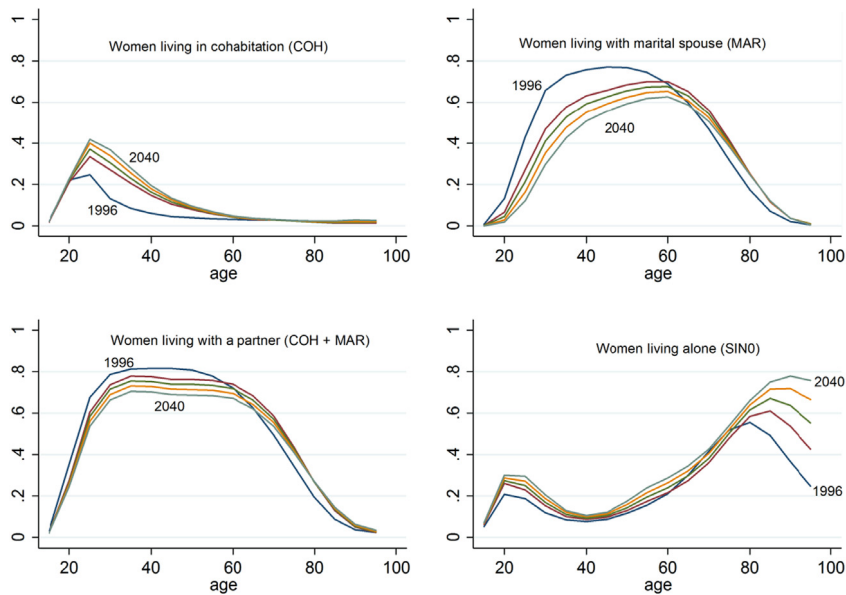 Women living in cohabitation (COH)
1
.8
.6
.4
.2
0
2040
1996
20 40 60 80 100
age
Women living with marital spouse (MAR)
1
.8
.6
.4
.2
0
1996
2040
20 40 60 80 100
age
Women living with a partner (COH + MAR)
1
.8
.6
.4
.2
0
1996
2040
20 40 60 80 100
age
Women living alone (SIN0)
1
.8
.6
.4
.2
0
2040
1996
20 40 60 80 100
age